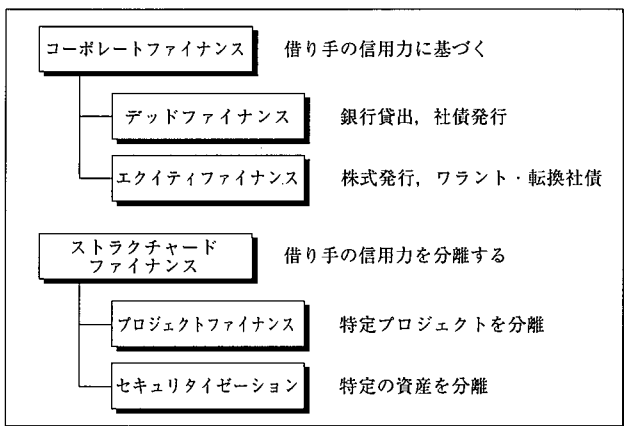 コーポレートファイナンス 借り手の信用力に基づく
デッドファイナンス 銀行貸出，社債発行
エクイティファイナンス 株式発行，ワラント・転換社債
ストラクチャード
ファイナンス
借り手の信用力を分離する
プロジェクトファイナンス 特定プロジェクトを分離
セキュリタイゼーション 特定の資産を分離